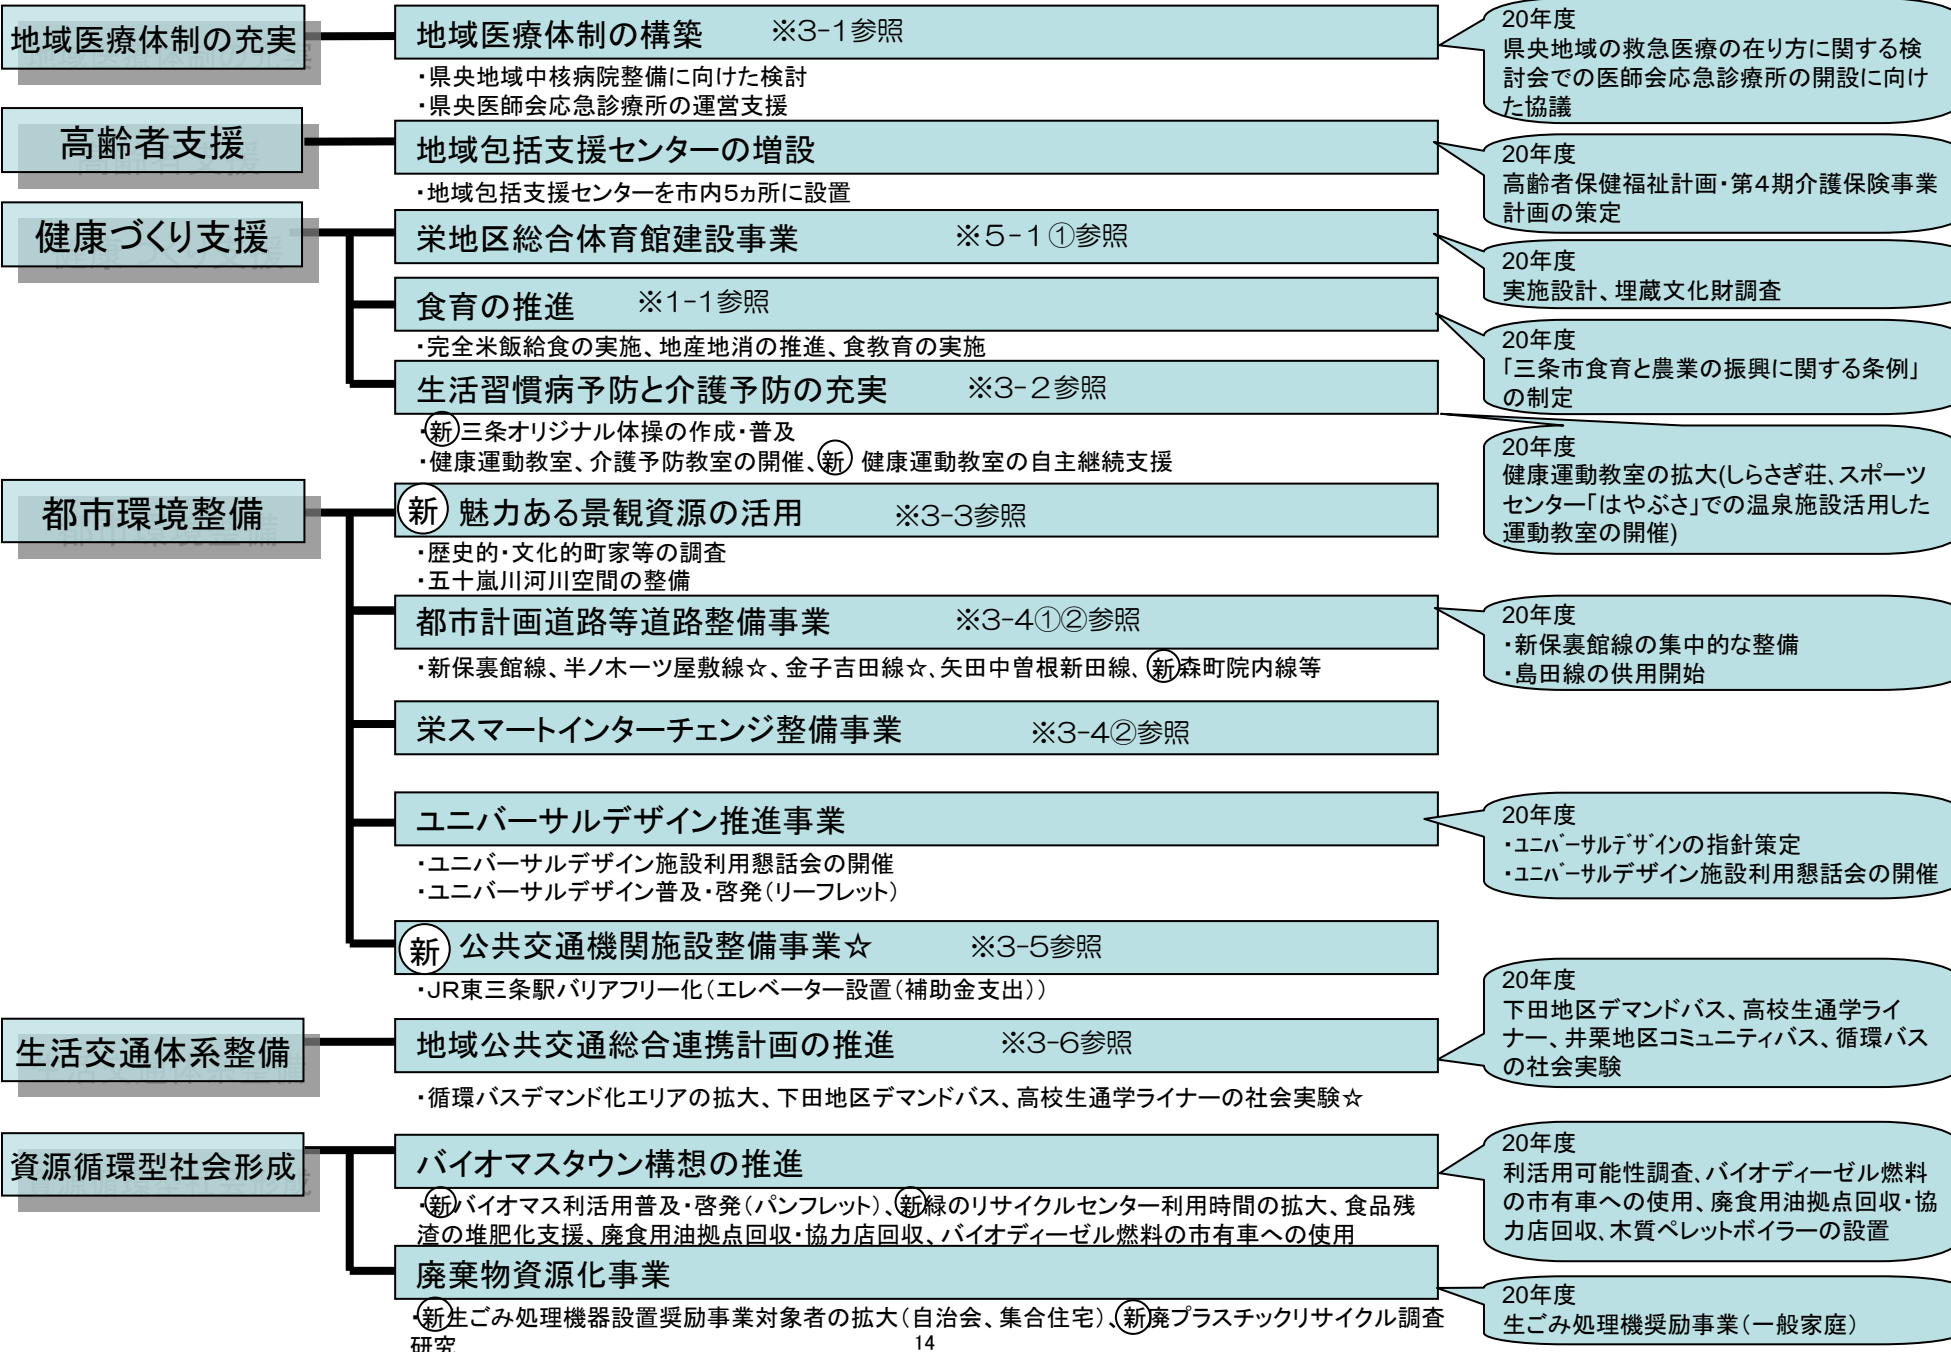 地域医療体制の充実
地域医療体制の構築 ※3-1参照
・県央地域中核病院整備に向けた検討
・県央医師会応急診療所の運営支援
20年度
県央地域の救急医療の在り方に関する検
討会での医師会応急診療所の開設に向け
た協議
高齢者支援
地域包括支援センターの増設
・地域包括支援センターを市内5ヵ所に設置
20年度
高齢者保健福祉計画・第4期介護保険事業
計画の策定
健康づくり支援
栄地区総合体育館建設事業 ※5-1①参照
20年度
実施設計、埋蔵文化財調査
食育の推進 ※1-1参照
・完全米飯給食の実施、地産地消の推進、食教育の実施
20年度
「三条市食育と農業の振興に関する条例」
の制定
生活習慣病予防と介護予防の充実 ※3-2参照
・新三条オリジナル体操の作成・普及
・健康運動教室、介護予防教室の開催、新 健康運動教室の自主継続支援
20年度
健康運動教室の拡大(しらさぎ荘、スポーツ
センター「はやぶさ」での温泉施設活用した
運動教室の開催)
都市環境整備
新 魅力ある景観資源の活用 ※3-3参照
・歴史的・文化的町家等の調査
・五十嵐川河川空間の整備
都市計画道路等道路整備事業 ※3-4①②参照
・新保裏館線、半ノ木一ツ屋敷線☆、金子吉田線☆、矢田中曽根新田線、新森町院内線等
20年度
・新保裏館線の集中的な整備
・島田線の供用開始
栄スマートインターチェンジ整備事業 ※3-4②参照
ユニバーサルデザイン推進事業
・ユニバーサルデザイン施設利用懇話会の開催
・ユニバーサルデザイン普及・啓発(リーフレット)
20年度
・ユニバーサルデザインの指針策定
・ユニバーサルデザイン施設利用懇話会の開催
新 公共交通機関施設整備事業☆ ※3-5参照
・JR東三条駅バリアフリー化(エレベーター設置(補助金支出))
生活交通体系整備
地域公共交通総合連携計画の推進 ※3-6参照
・循環バスデマンド化エリアの拡大、下田地区デマンドバス、高校生通学ライナーの社会実験☆
20年度
下田地区デマンドバス、高校生通学ライ
ナー、井栗地区コミュニティバス、循環バス
の社会実験
資源循環型社会形成
バイオマスタウン構想の推進
・新バイオマス利活用普及・啓発(パンフレット)、新緑のリサイクルセンター利用時間の拡大、食品残
渣の堆肥化支援、廃食用油拠点回収・協力店回収、バイオディーゼル燃料の市有車への使用
20年度
利活用可能性調査、バイオディーゼル燃料
の市有車への使用、廃食用油拠点回収・協
力店回収、木質ペレットボイラーの設置
廃棄物資源化事業
・新生ごみ処理機器設置奨励事業対象者の拡大(自治会、集合住宅)、新廃プラスチックリサイクル調査
研究
20年度
生ごみ処理機奨励事業(一般家庭)
14